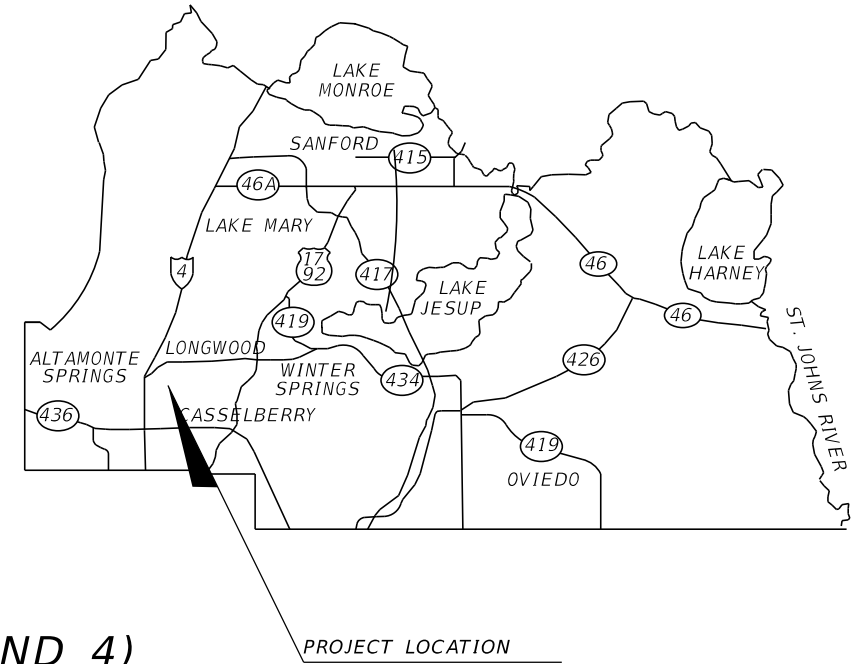 LAKE
MONROE
SANFORD
415
46A
LAKE MARY
17
92
4
417
46
LAKE
HARNEY
LAKE
JESUP
419
46
ST. JOHNS RIVER
LONGWOOD
ALTAMONTE
SPRINGS
WINTER
SPRINGS
426
434
436
CASSELBERRY
419
OVIEDO
ND 4)
PROJECT LOCATION